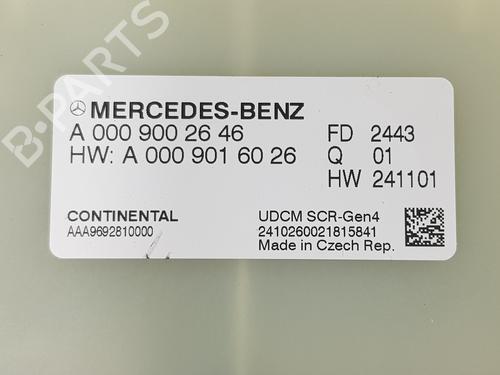 B-PARTS
MERCEDES-BENZ
A 000 900 26 46 FD 2443
HW: A 000 901 60 26 Q 01
HW 241101
CONTINENTAL UDCM SCR-Gen4
AAA9692810000 2410260021815841
Made in Czech Rep.